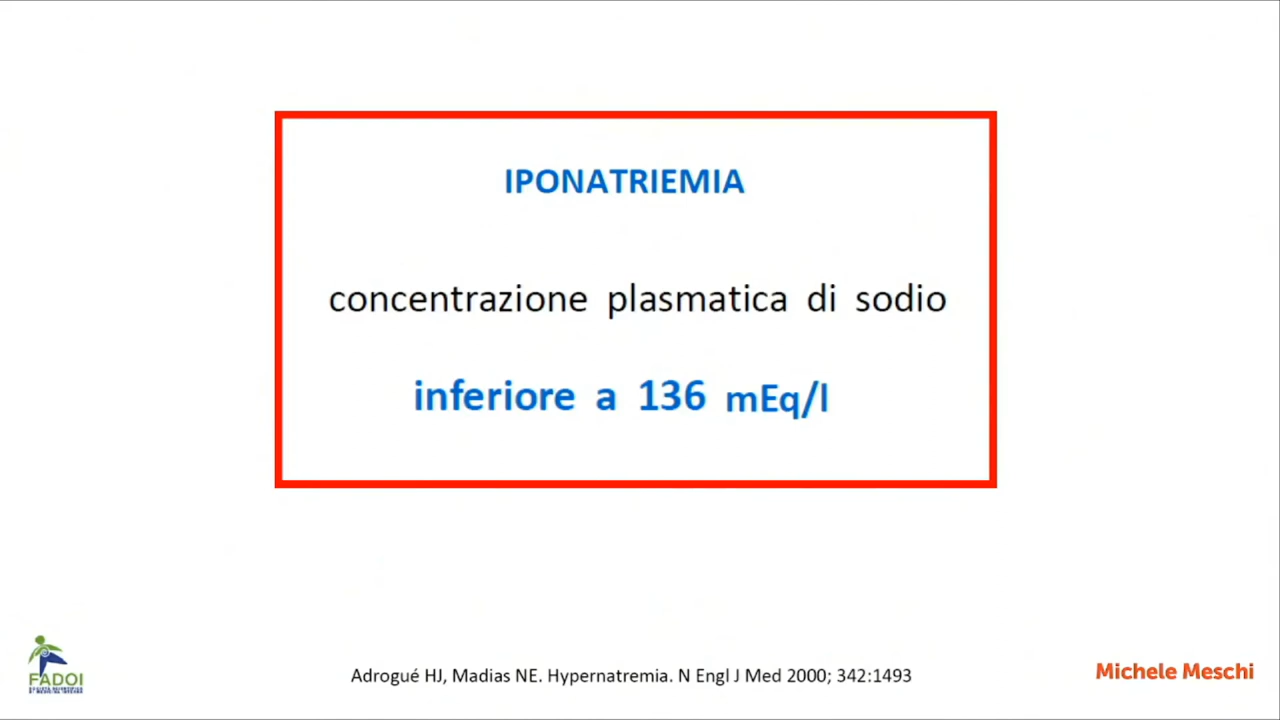 IPONATRIEMIA
concentrazione plasmatica di sodio
inferiore a 136 mEq/l
FADOI
Adrogué HJ, Madias NE. Hypernatremia. N Engl J Med 2000; 342:1493
Michele Meschi